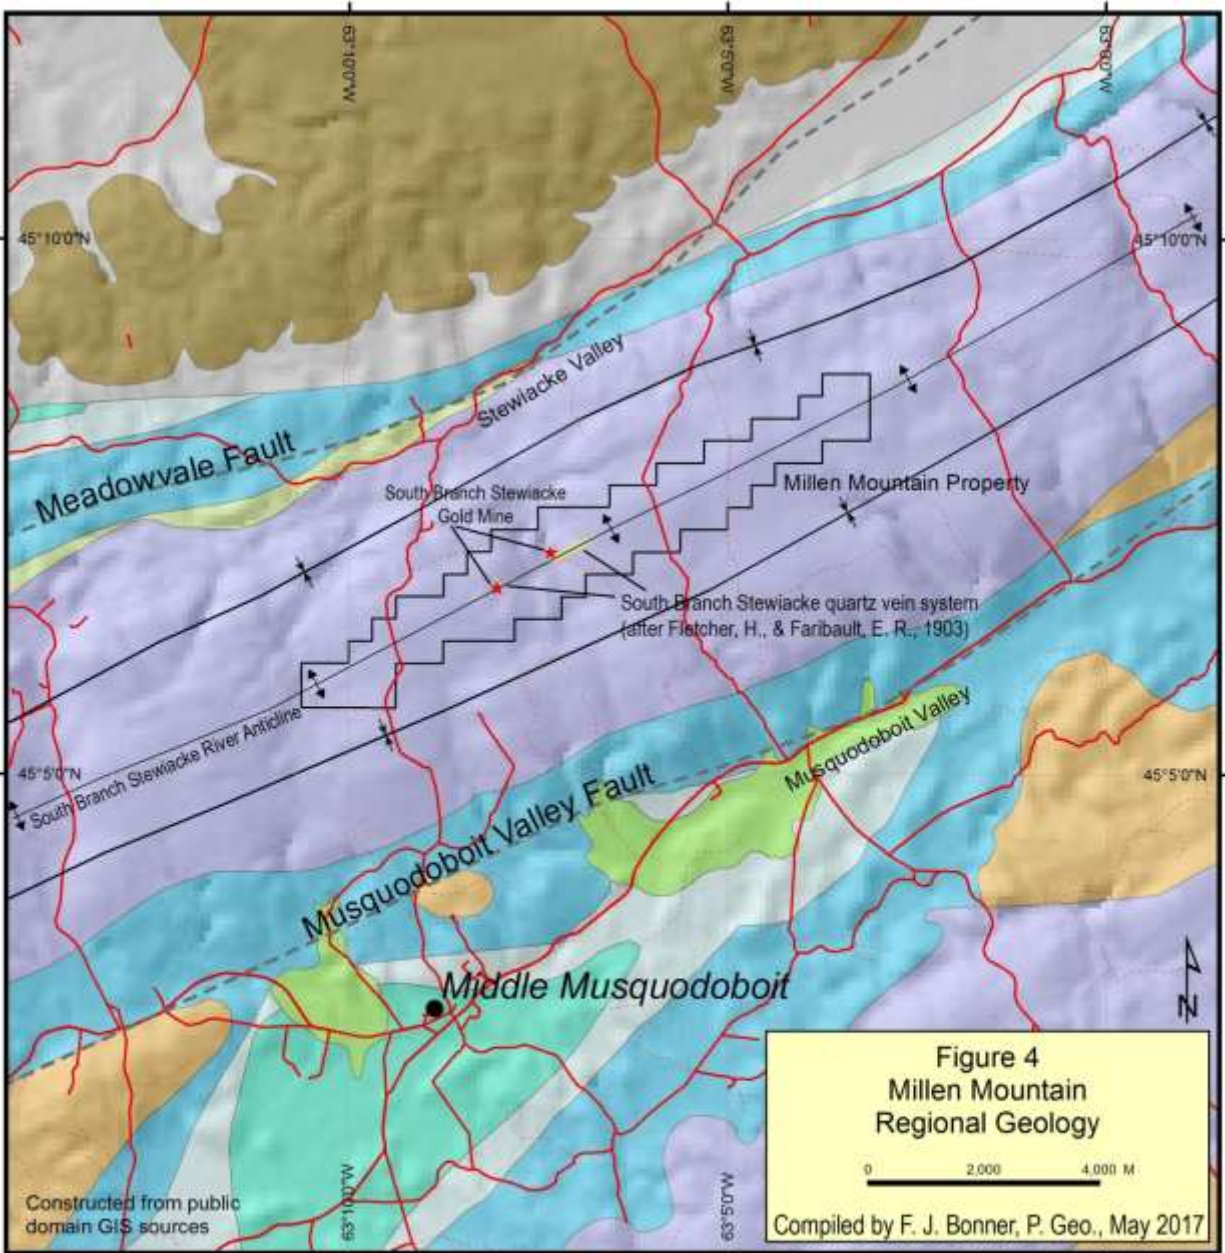 63°10'0"W
63°5'0"W
63°0'0"W
45°10'0"N
45°10'0"N
Stewiacke Valley
Meadowvale Fault
South Branch Stewiacke
Gold Mine
Millen Mountain Property
South Branch Stewiacke quartz vein system
(after Fletcher, H., & Faribault, E. R., 1903)
South Branch Stewiacke River Anticline
45°5'0"N
45°5'0"N
Musquodoboit Valley
Musquodoboit Valley Fault
Middle Musquodoboit
N
Figure 4
Millen Mountain
Regional Geology
0 2,000 4,000 M
Compiled by F. J. Bonner, P. Geo., May 2017
63°10'0"W
63°5'0"W
Constructed from public
domain GIS sources